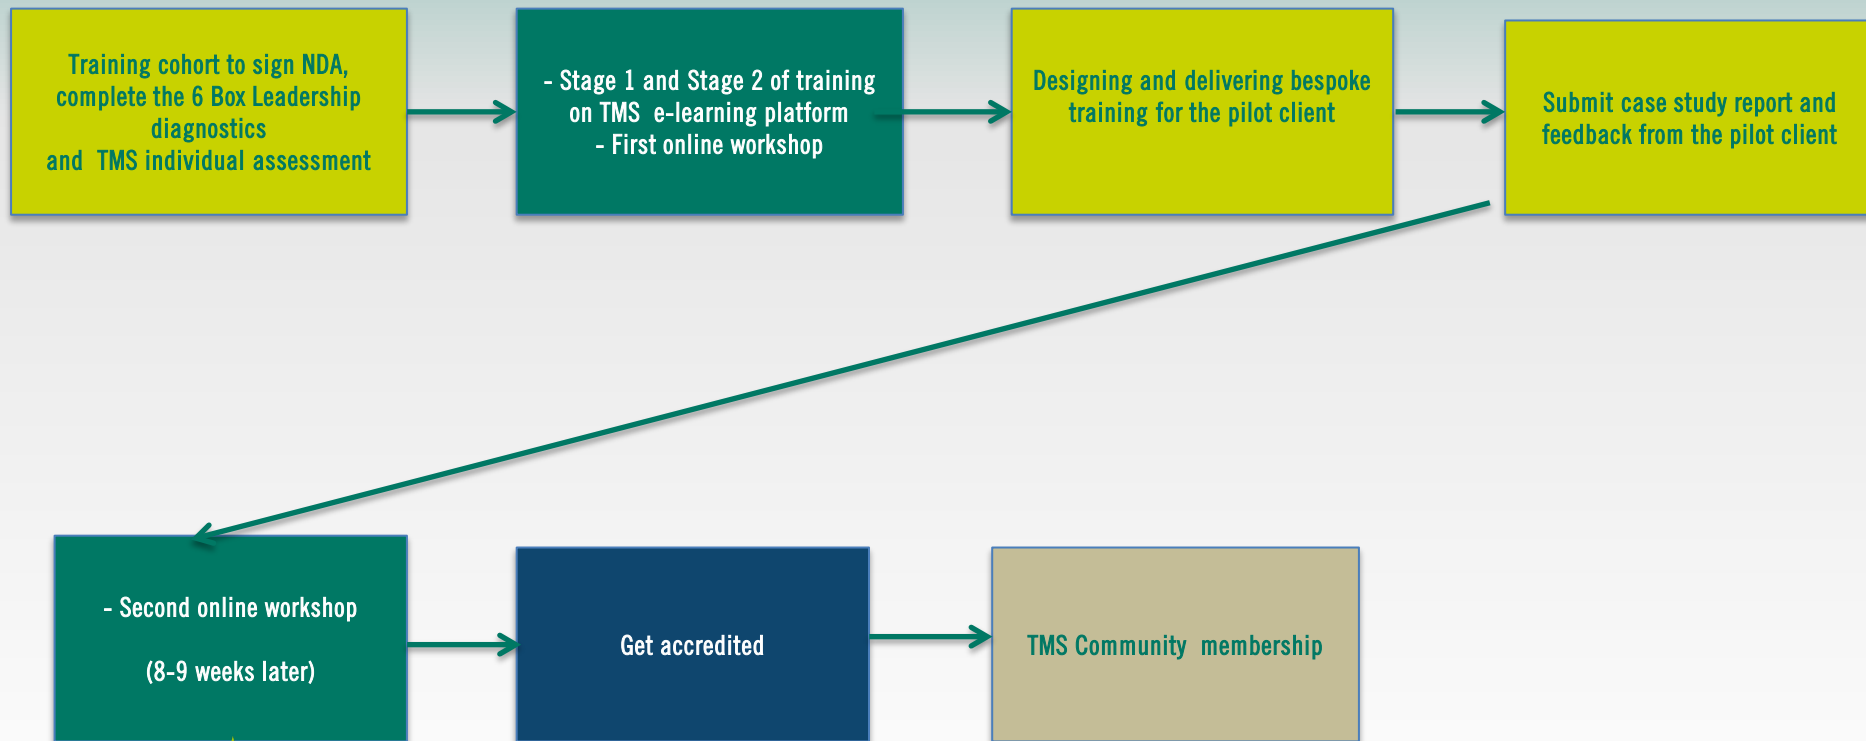 Training cohort to sign NDA,
complete the 6 Box Leadership
diagnostics
and TMS individual assessment
- Stage 1 and Stage 2 of training
on TMS e-learning platform
- First online workshop
Designing and delivering bespoke
training for the pilot client
Submit case study report and
feedback from the pilot client
- Second online workshop
(8-9 weeks later)
Get accredited
TMS Community membership